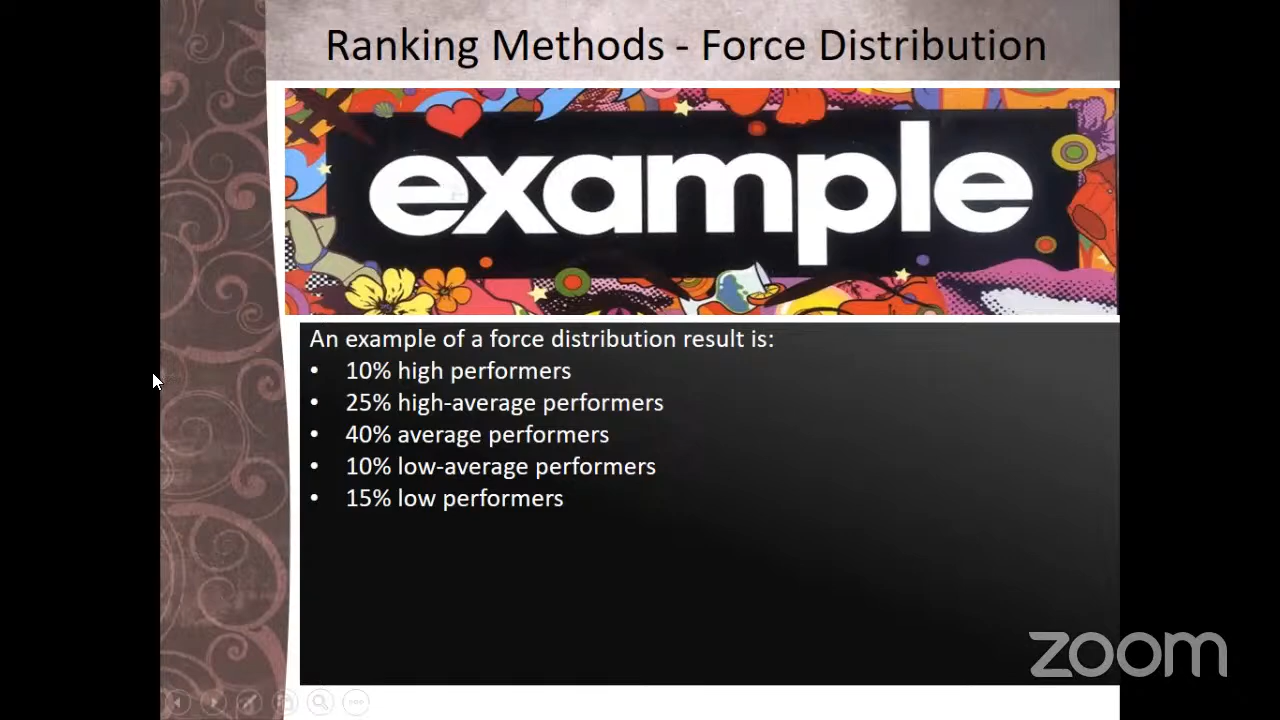 Ranking Methods - Force Distribution
example
An example of a force distribution result is:
• 10% high performers
• 25% high-average performers
• 40% average performers
• 10% low-average performers
• 15% low performers
zoom